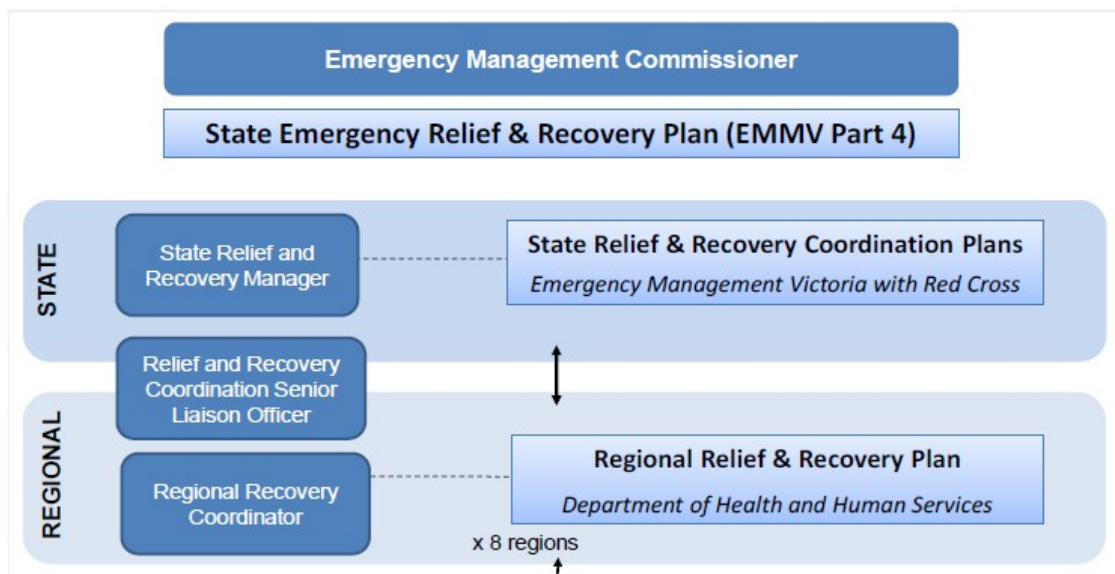 Emergency Management Commissioner
State Emergency Relief & Recovery Plan (EMMV Part 4)
STATE
State Relief and
Recovery Manager
State Relief & Recovery Coordination Plans
Emergency Management Victoria with Red Cross
Relief and Recovery
Coordination Senior
Liaison Officer
REGIONAL
Regional Recovery
Coordinator
Regional Relief & Recovery Plan
Department of Health and Human Services
x 8 regions